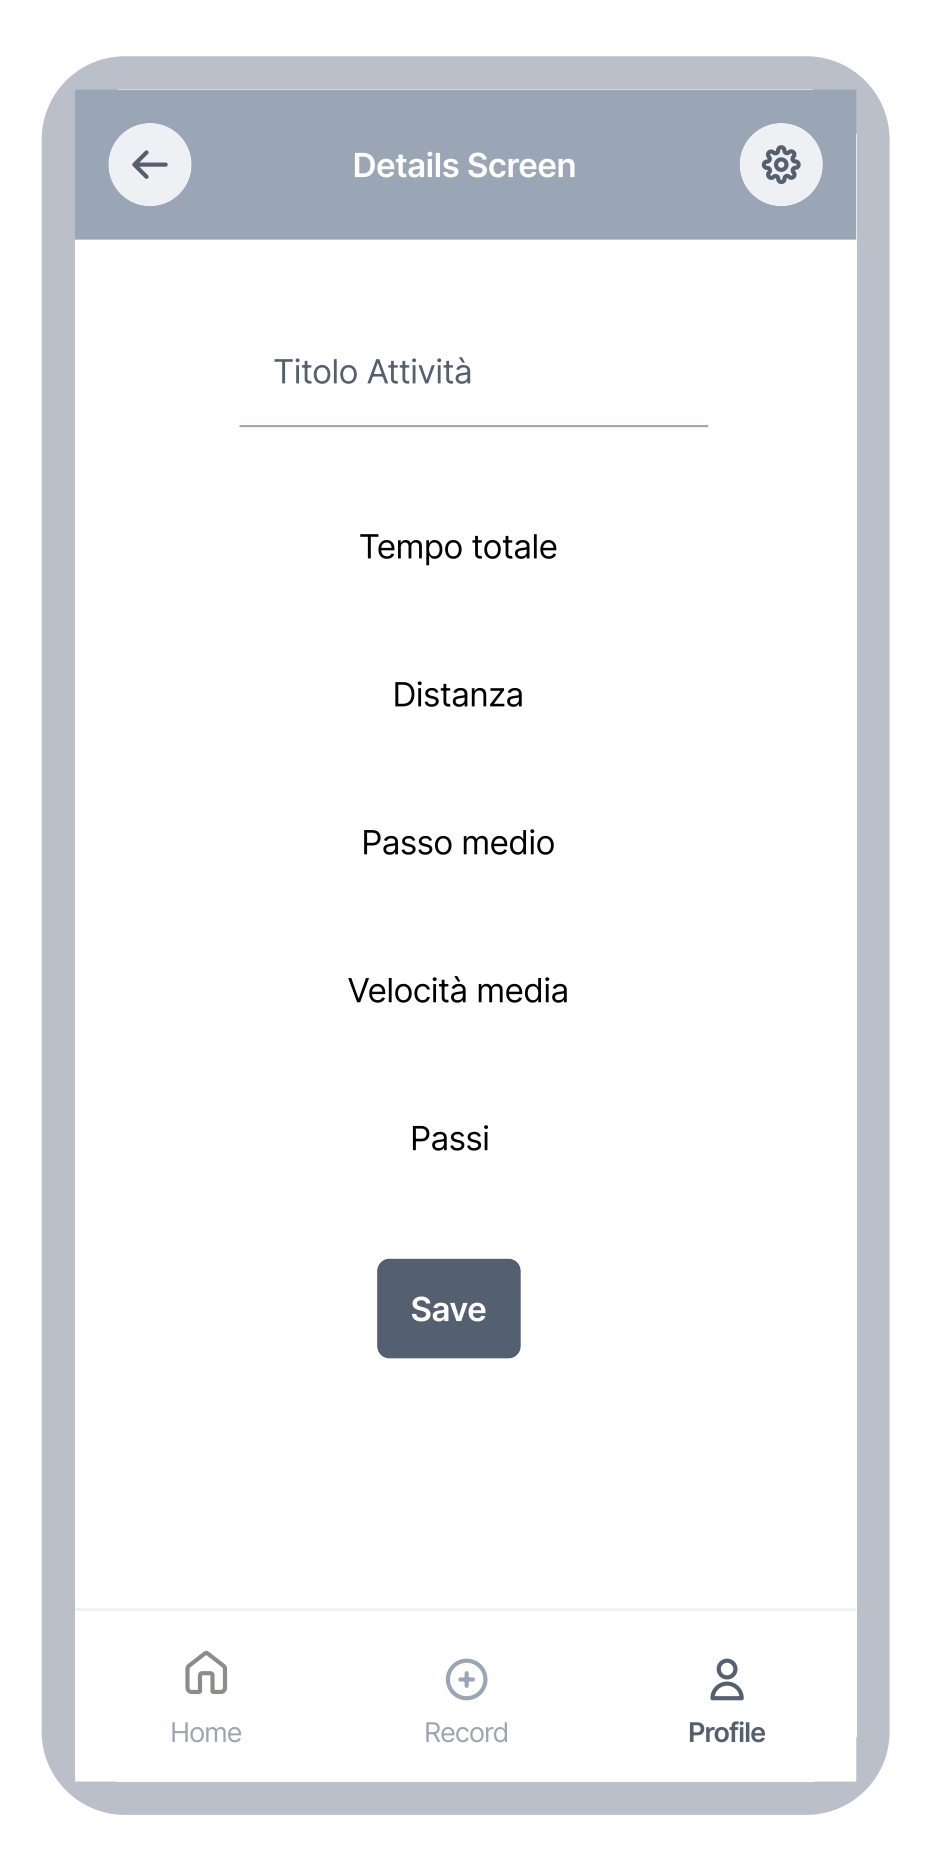 Details Screen
Titolo Attività
Tempo totale
Distanza
Passo medio
Velocità media
Passi
Save
Home
Record
Profile